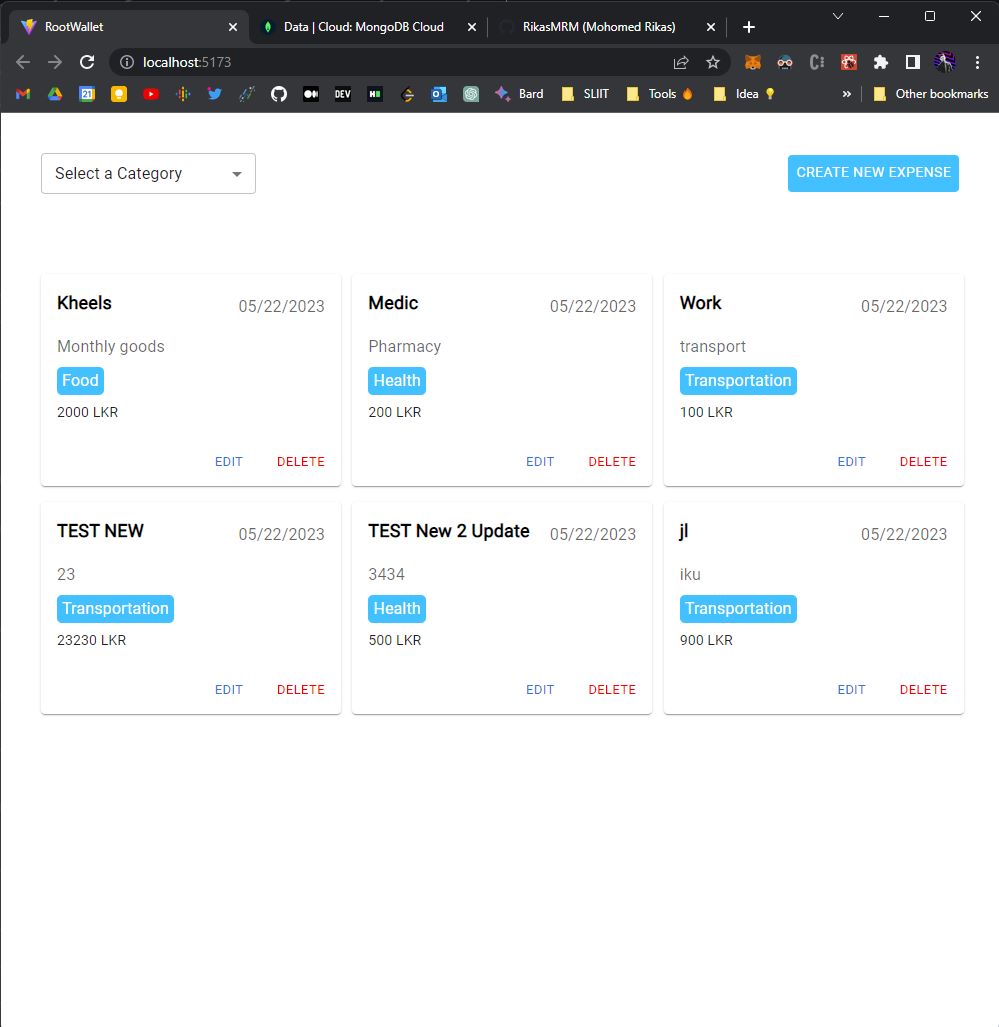 RootWallet
Data | Cloud: MongoDB Cloud
RikasMRM (Mohomed Rikas)
localhost:5173
21
DEV
Bard
SLIIT
Tools
Idea
»
Other bookmarks
Select a Category
CREATE NEW EXPENSE
Kheels
05/22/2023
Monthly goods
Food
2000 LKR
EDIT
DELETE
Medic
05/22/2023
Pharmacy
Health
200 LKR
EDIT
DELETE
Work
05/22/2023
transport
Transportation
100 LKR
EDIT
DELETE
TEST NEW
05/22/2023
23
Transportation
23230 LKR
EDIT
DELETE
TEST New 2 Update
05/22/2023
3434
Health
500 LKR
EDIT
DELETE
jl
05/22/2023
iku
Transportation
900 LKR
EDIT
DELETE